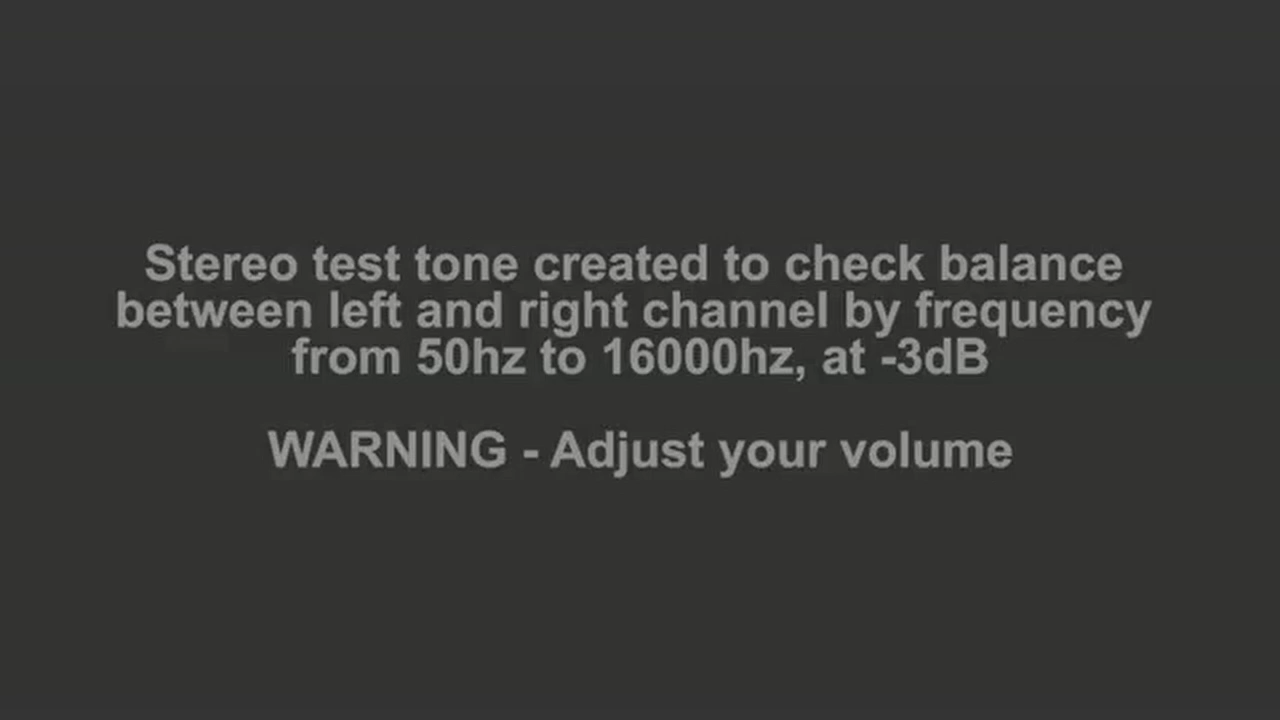 Stereo test tone created to check balance
between left and right channel by frequency
from 50hz to 16000hz, at -3dB
WARNING - Adjust your volume